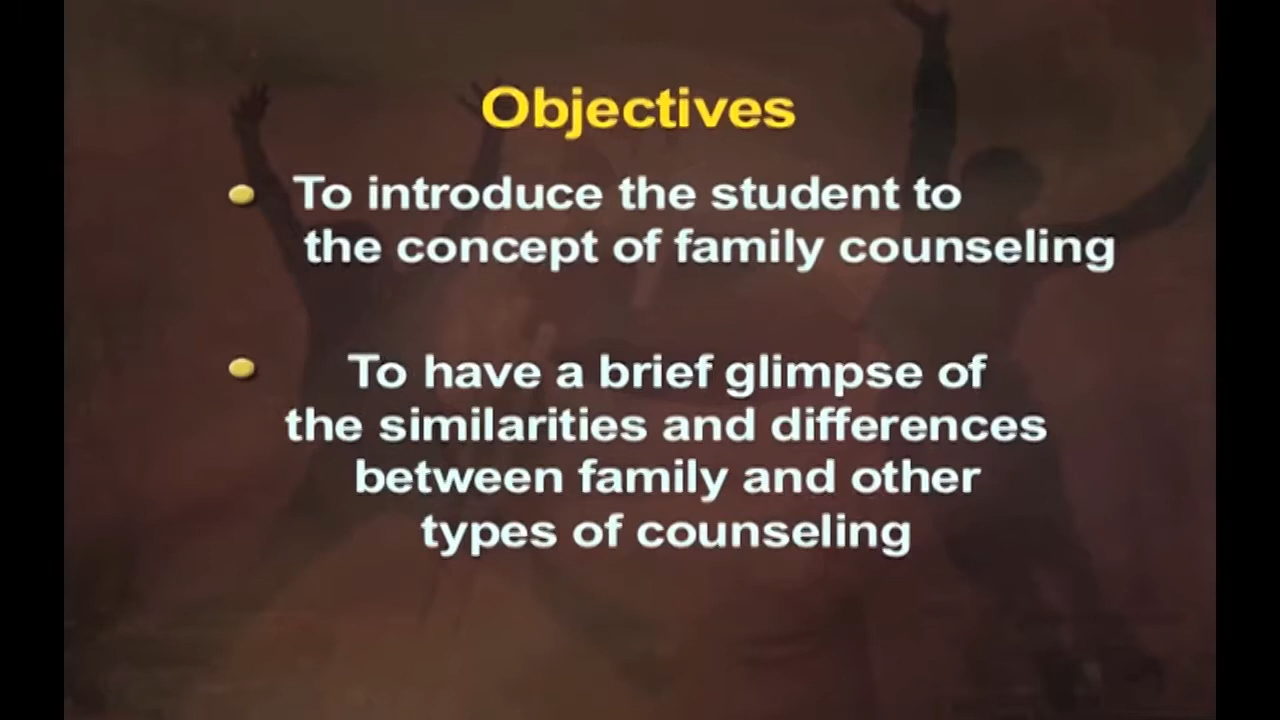 Objectives
To introduce the student to
the concept of family counseling
To have a brief glimpse of
the similarities and differences
between family and other
types of counseling